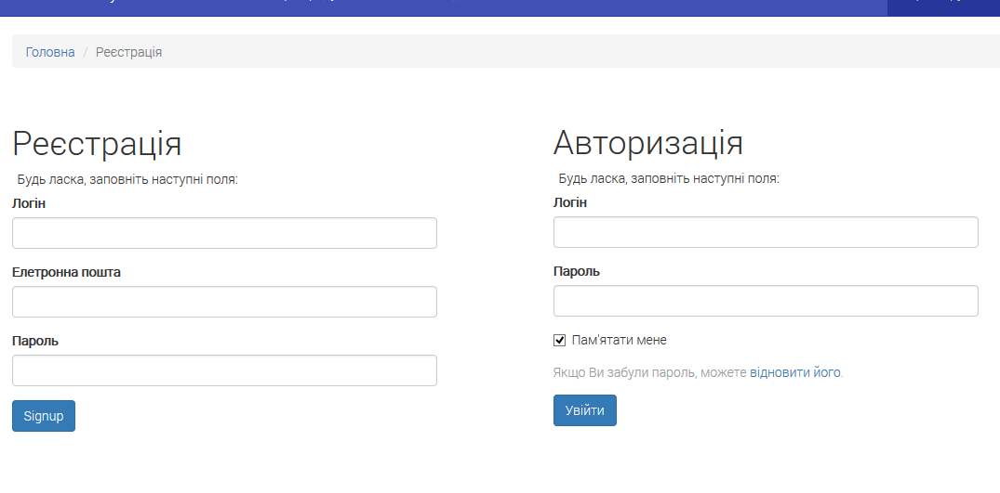 Головна / Реєстрація
Реєстрація
Будь ласка, заповніть наступні поля:
Логін
Елетронна пошта
Пароль
Signup
Авторизація
Будь ласка, заповніть наступні поля:
Логін
Пароль
Пам'ятати мене
Якщо Ви забули пароль, можете відновити його.
Увійти